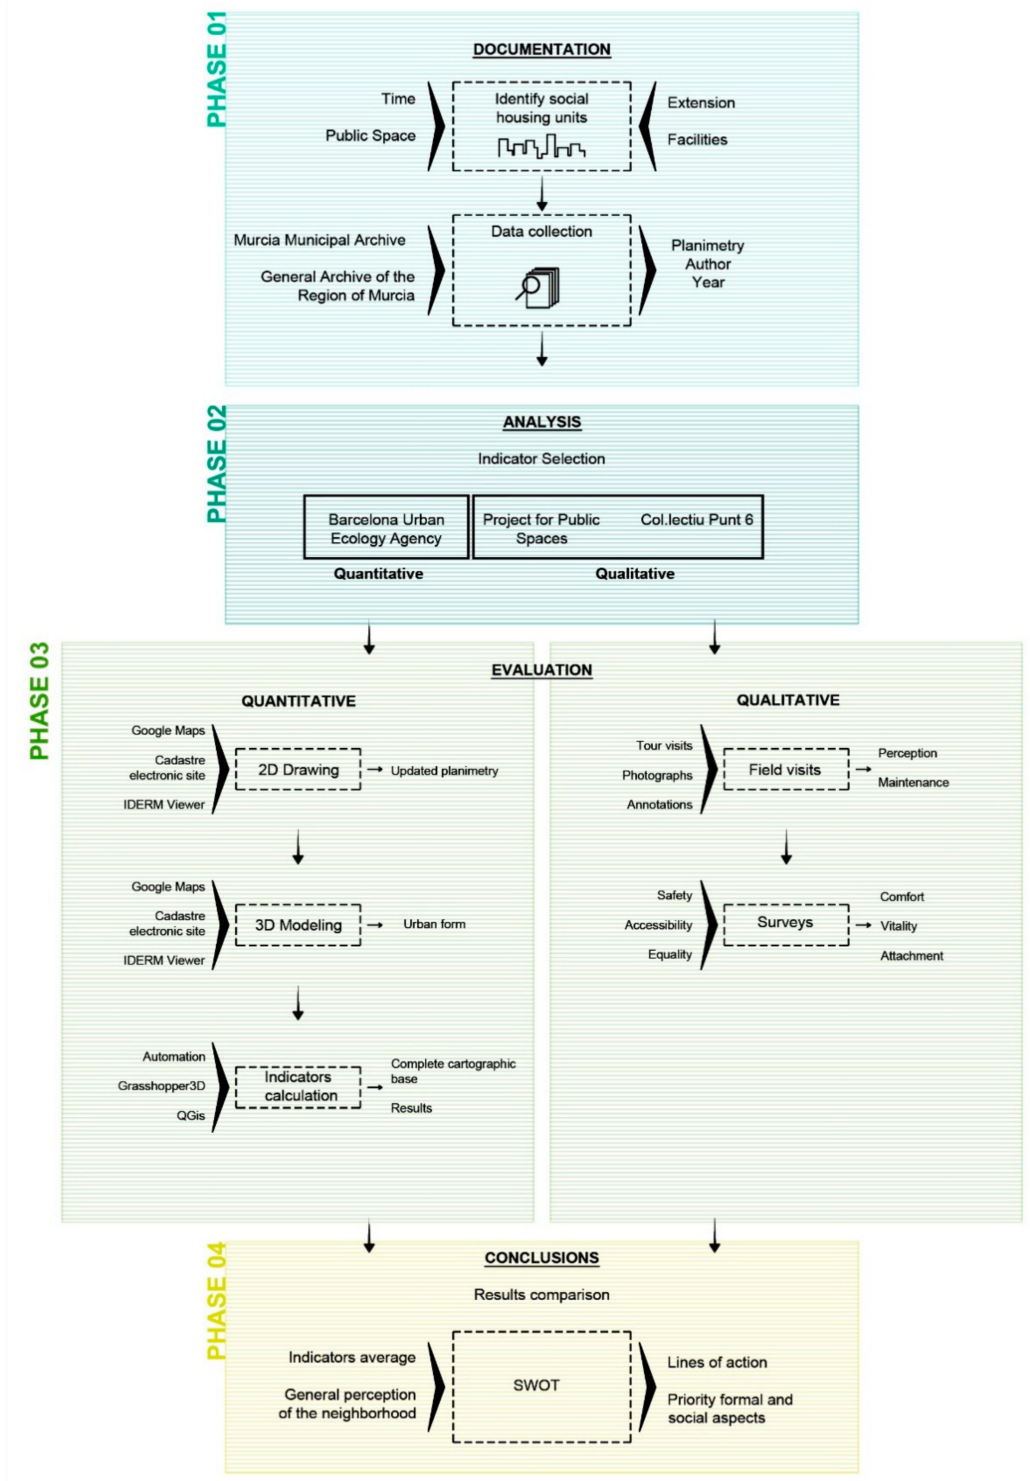 PHASE 01
DOCUMENTATION
Time
Public Space
Identify social
housing units
Extension
Facilities
Murcia Municipal Archive
General Archive of the
Region of Murcia
Data collection
Planimetry
Author
Year
PHASE 02
ANALYSIS
Indicator Selection
Barcelona Urban
Ecology Agency
Project for Public
Spaces
Col.lectiu Punt 6
Quantitative
Qualitative
PHASE 03
EVALUATION
QUANTITATIVE
Google Maps
Cadastre
electronic site
IDERM Viewer
2D Drawing
Updated planimetry
Google Maps
Cadastre
electronic site
IDERM Viewer
3D Modeling
Urban form
Automation
Grasshopper3D
QGis
Indicators
calculation
Complete cartographic
base
Results
QUALITATIVE
Tour visits
Photographs
Annotations
Field visits
Perception
Maintenance
Safety
Accessibility
Equality
Surveys
Comfort
Vitality
Attachment
PHASE 04
CONCLUSIONS
Results comparison
Indicators average
General perception
of the neighborhood
SWOT
Lines of action
Priority formal and
social aspects